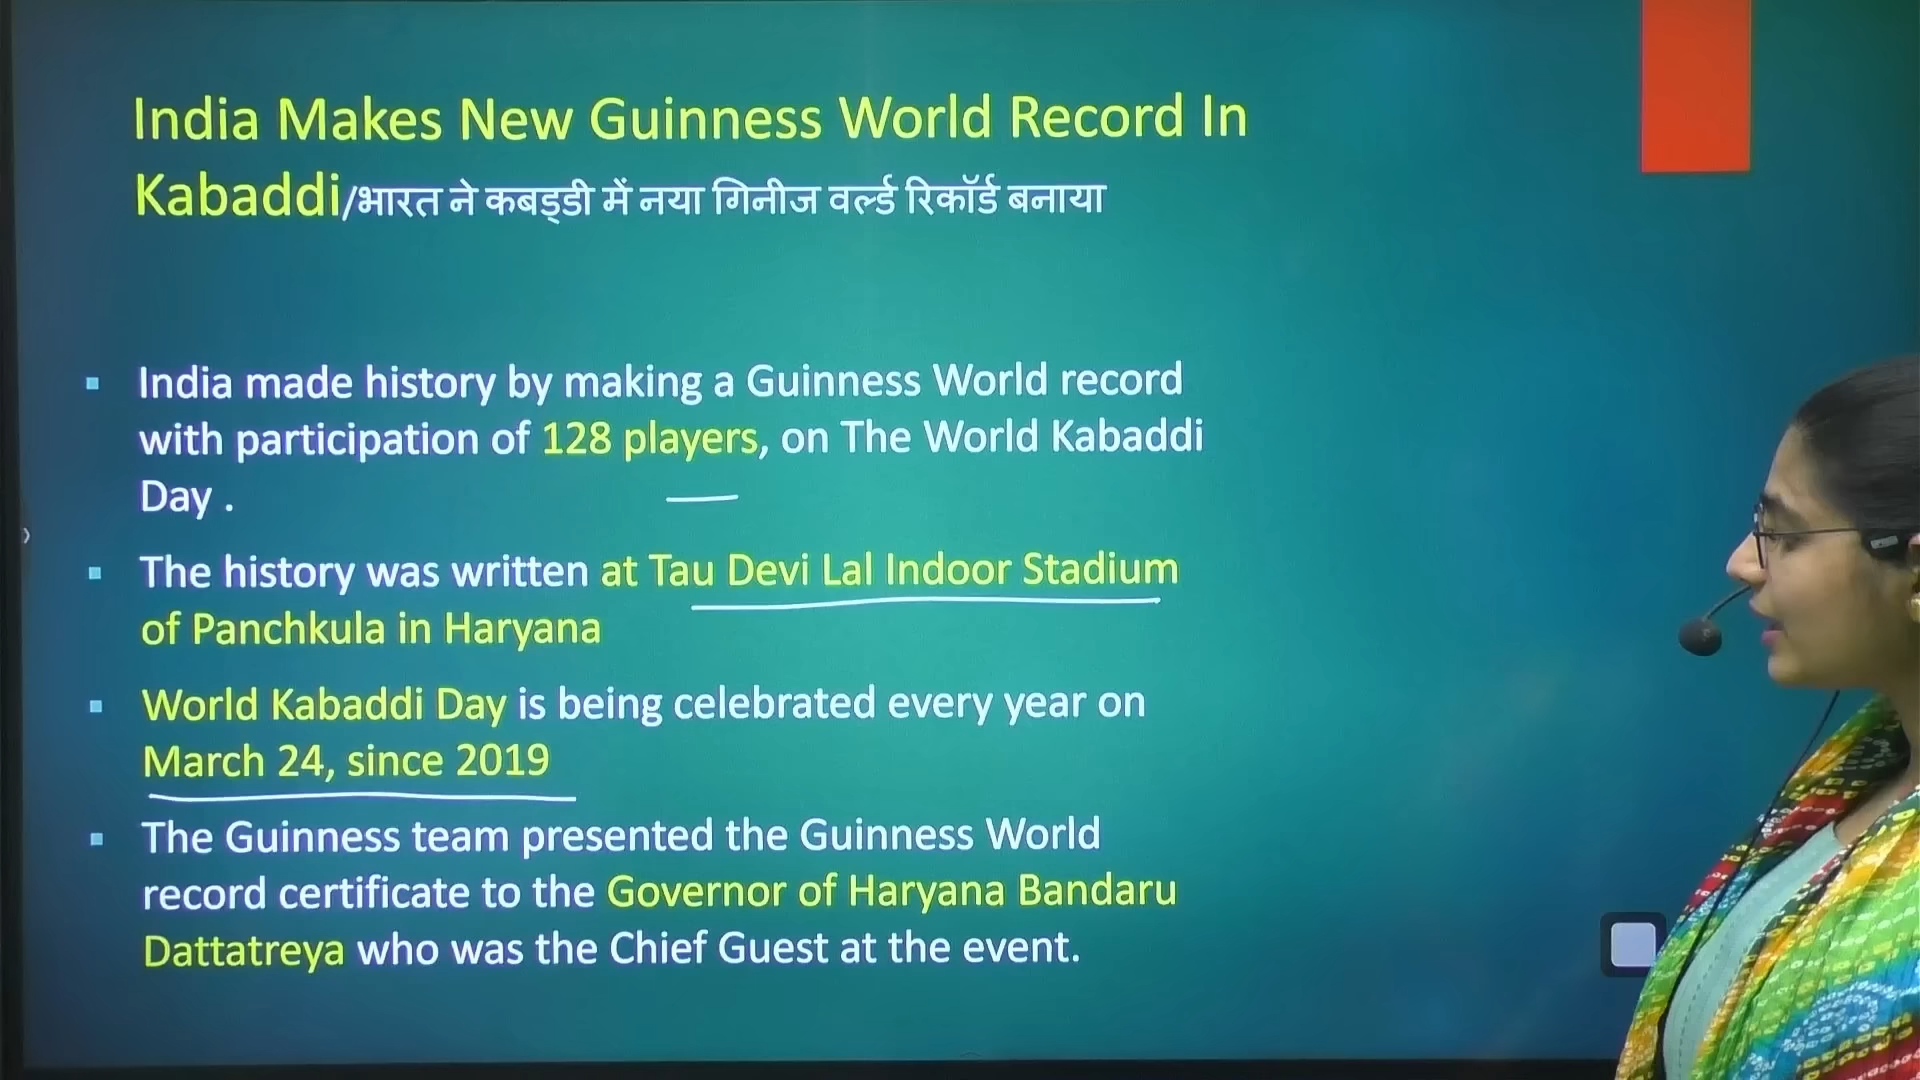 India Makes New Guinness World Record In
Kabaddi/भारत ने कबड्डी में नया गिनीज वर्ल्ड रिकॉर्ड बनाया
India made history by making a Guinness World record
with participation of 128 players, on The World Kabaddi
Day .
The history was written at Tau Devi Lal Indoor Stadium
of Panchkula in Haryana
World Kabaddi Day is being celebrated every year on
March 24, since 2019
The Guinness team presented the Guinness World
record certificate to the Governor of Haryana Bandaru
Dattatreya who was the Chief Guest at the event.